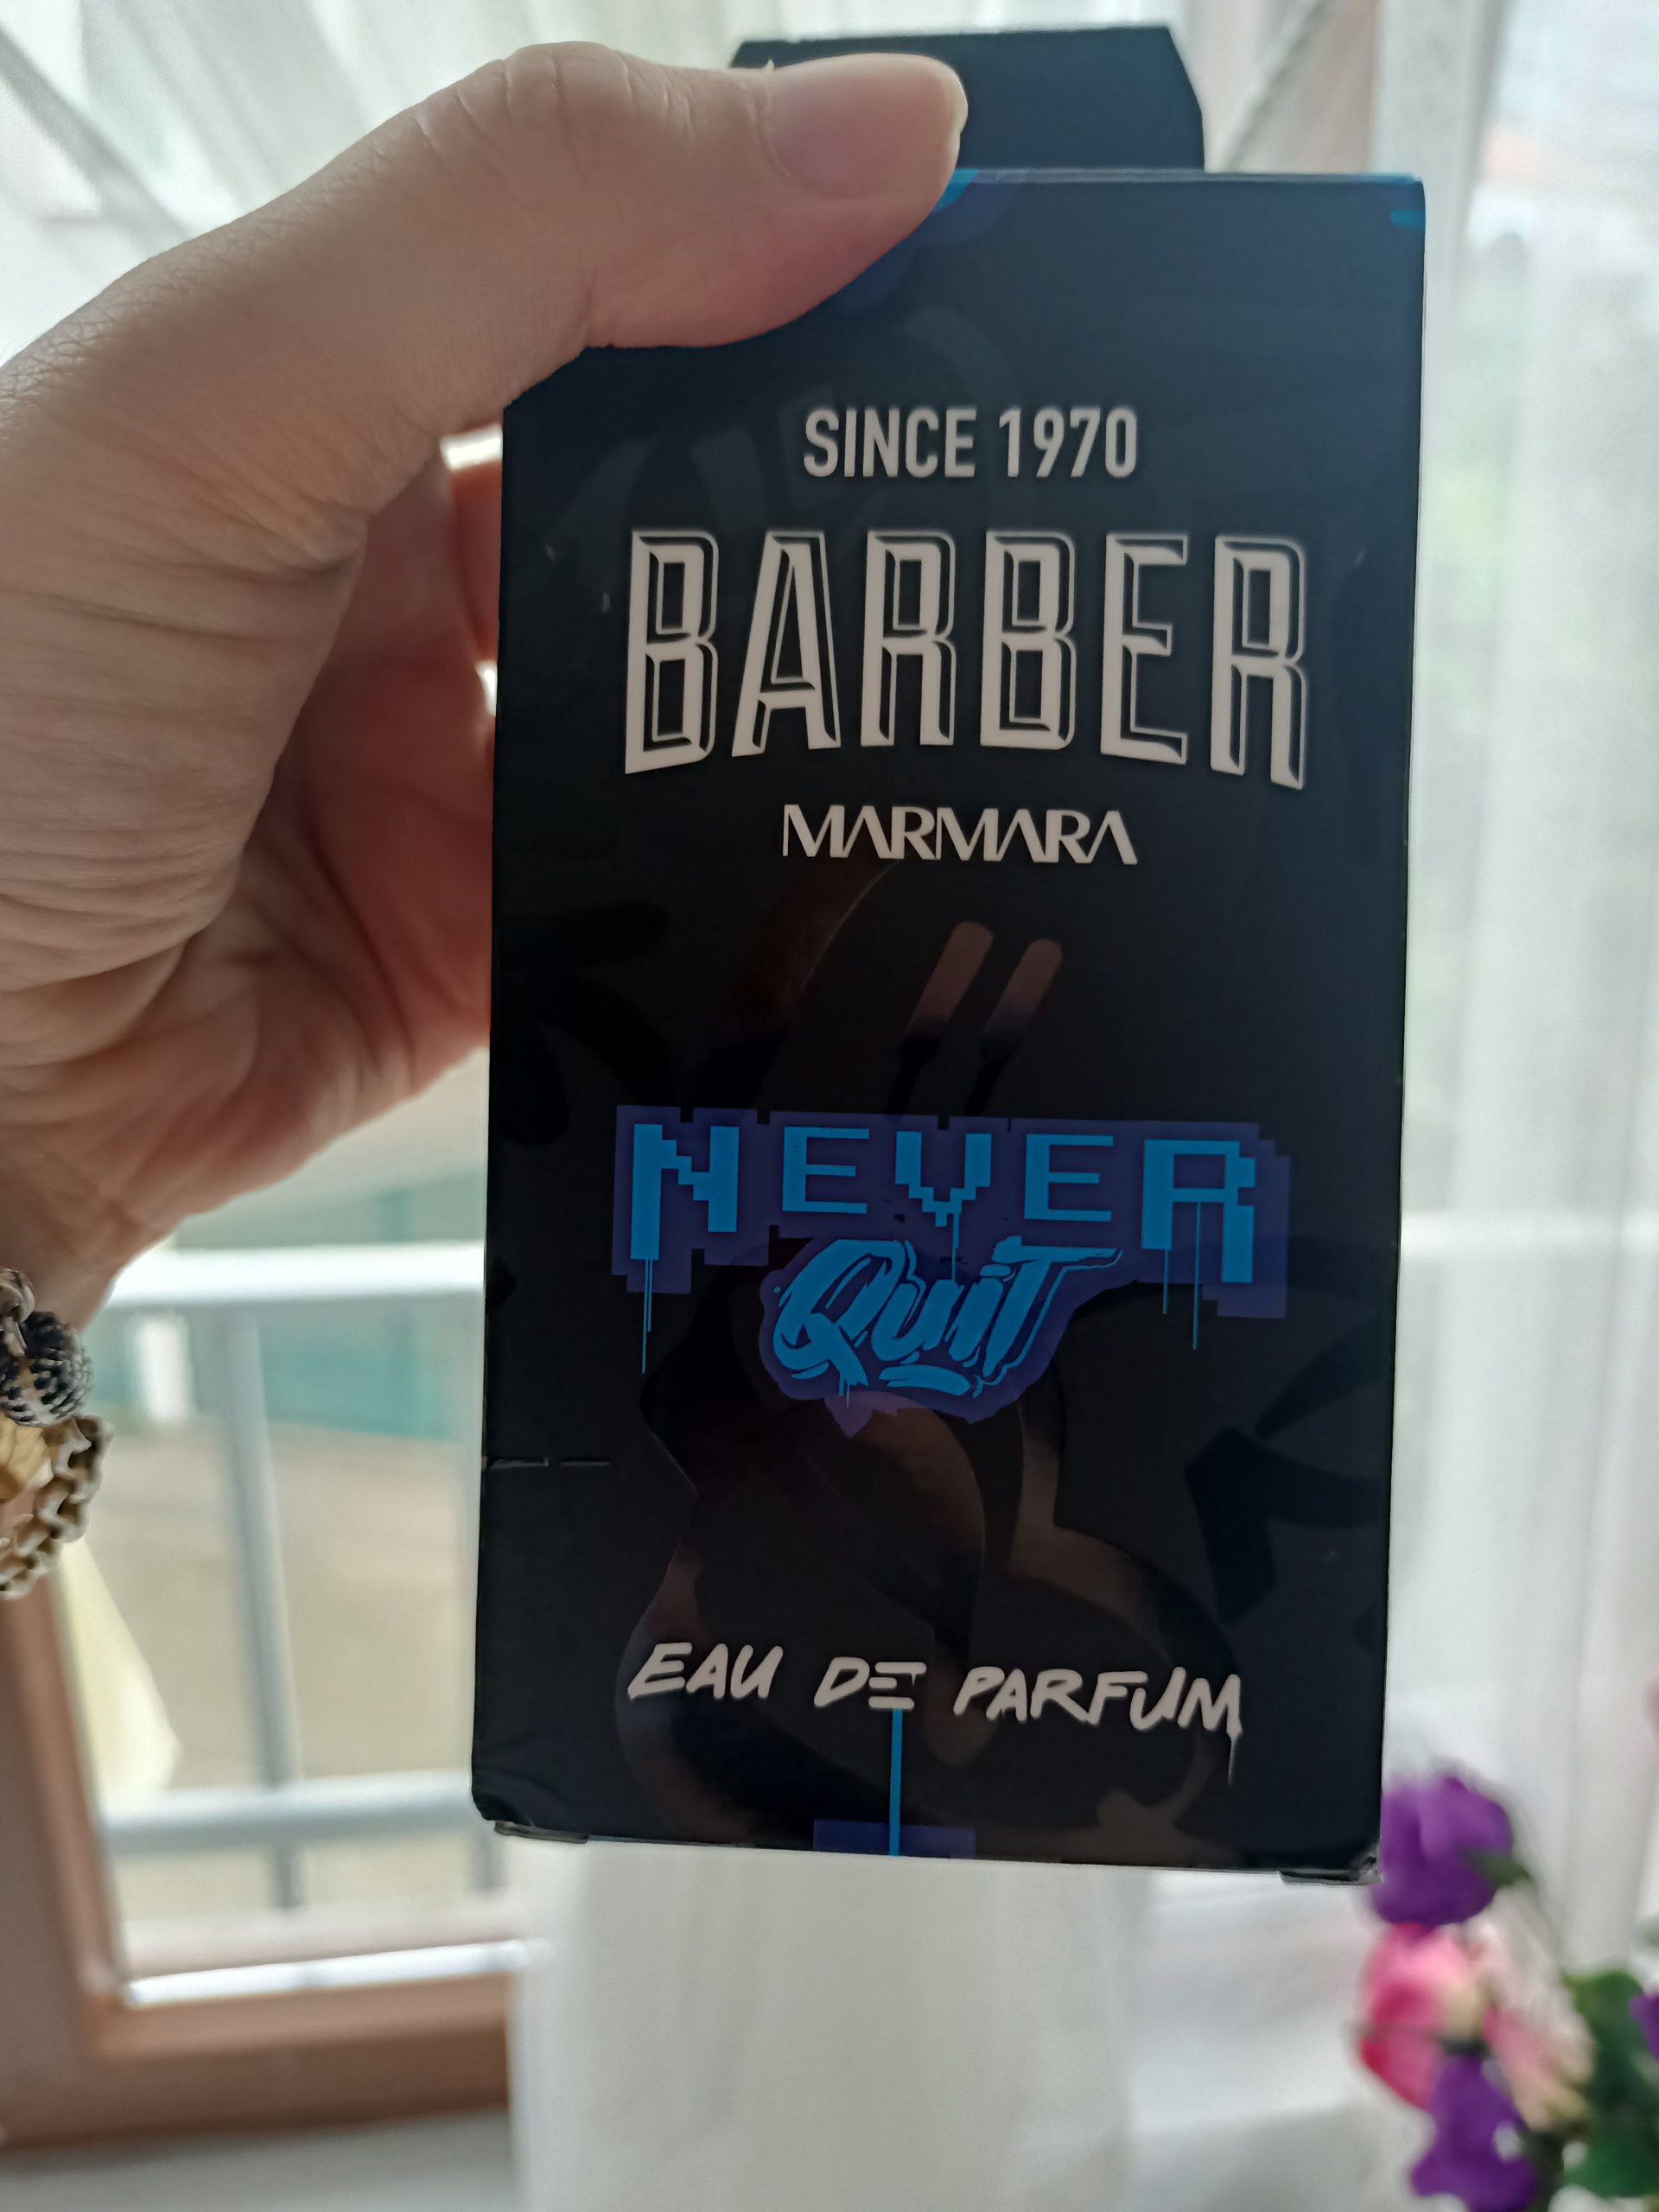 SINCE 1970
BARBER
MARMARA
NEVER
QUIT
EAU DE PARFUM